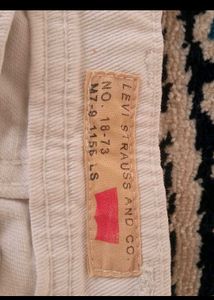 LEVI STRAUSS AND CO
NO. 18-73
M7-9 1156 LS